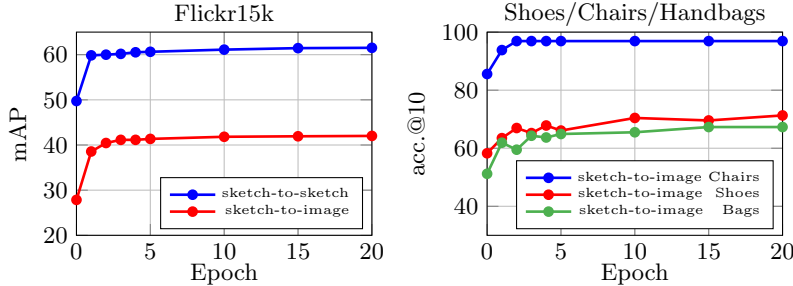 Flickr15k
mAP
60
50
40
30
20
0 5 10 15 20
Epoch
sketch-to-sketch
sketch-to-image
Shoes/Chairs/Handbags
acc.@10
100
80
60
40
0 5 10 15 20
Epoch
sketch-to-image Chairs
sketch-to-image Shoes
sketch-to-image Bags